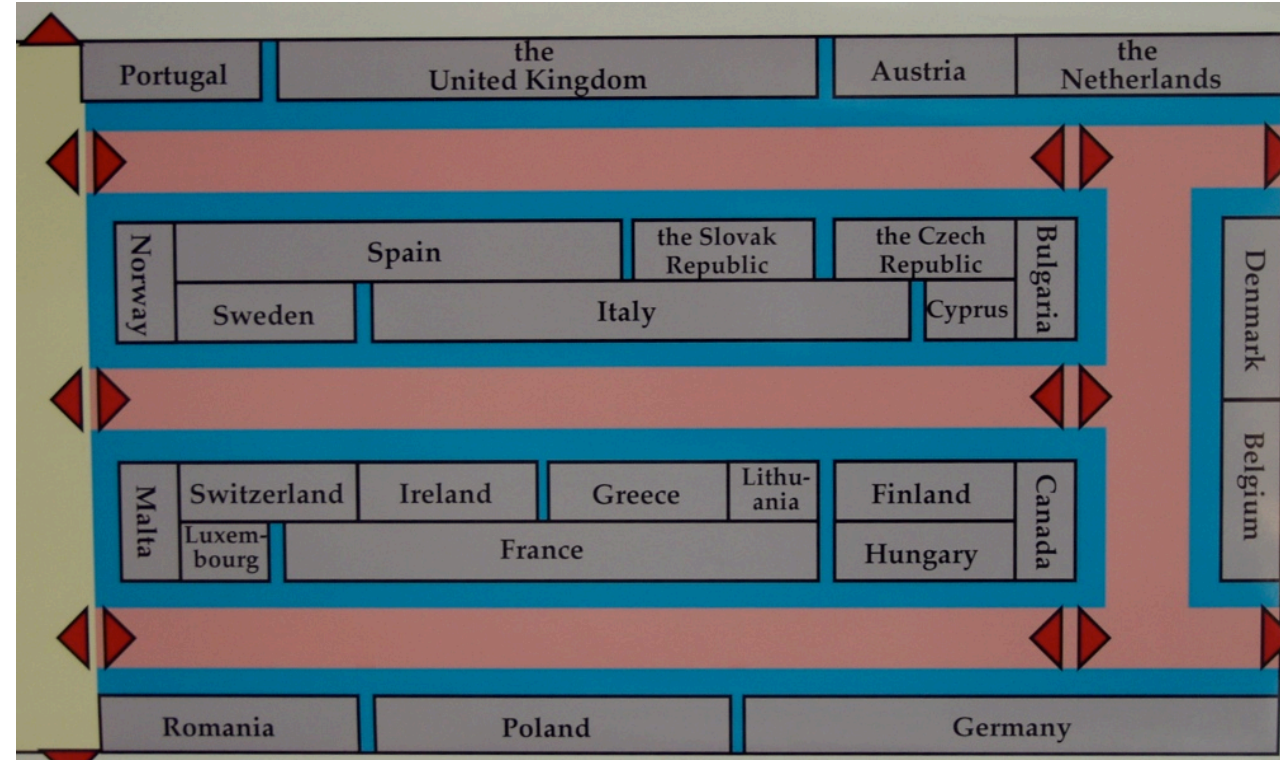 Portugal
the
United Kingdom
Austria
the
Netherlands
Norway
Spain
the Slovak
Republic
the Czech
Republic
Bulgaria
Sweden
Italy
Cyprus
Denmark
Belgium
Malta
Switzerland
Ireland
Greece
Lithu-
ania
Finland
Canada
Luxem-
bourg
France
Hungary
Romania
Poland
Germany